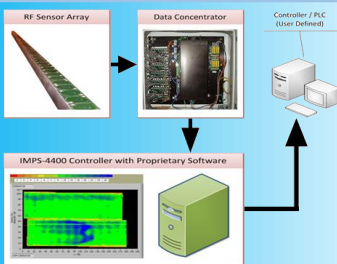 RF Sensor Array
Data Concentrator
Controller / PLC
(User Defined)
IMPS-4400 Controller with Proprietary Software